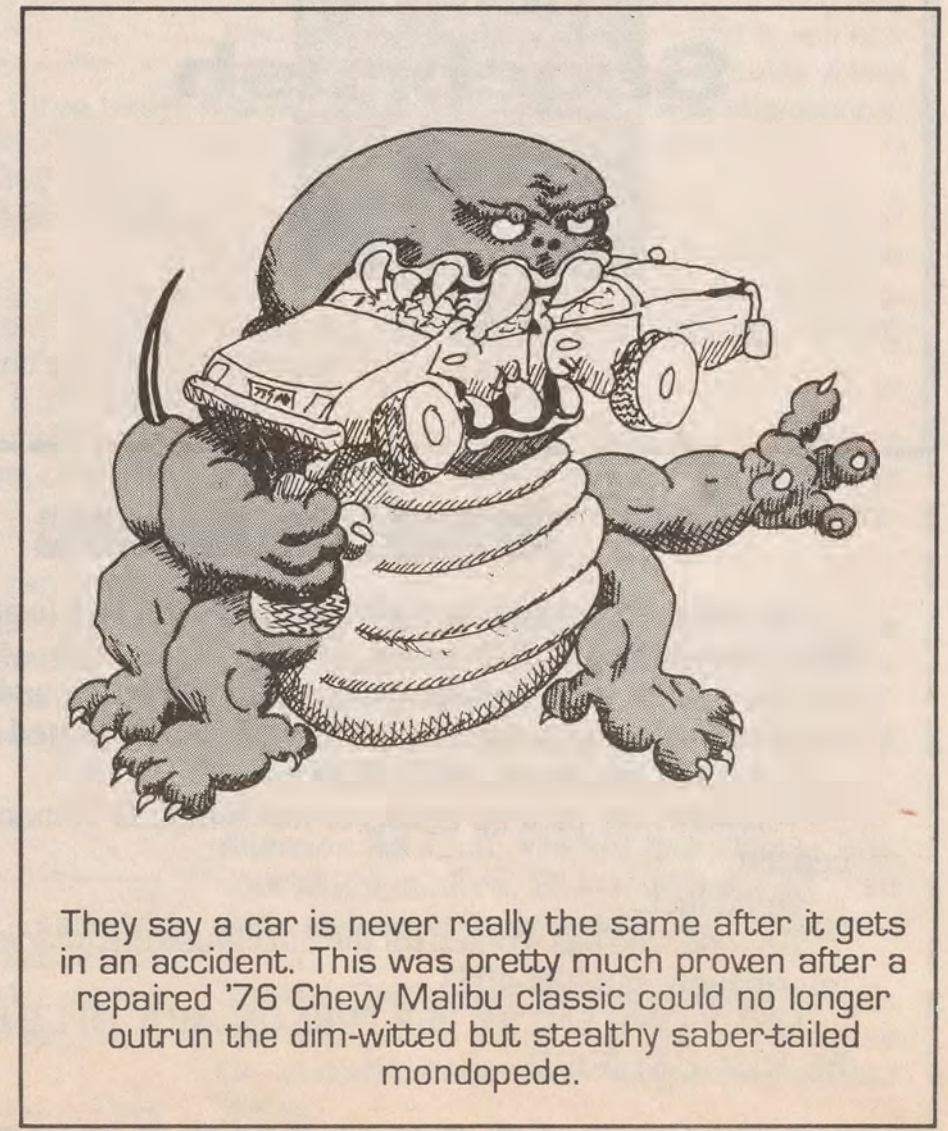 They say a car is never really the same after it gets
in an accident. This was pretty much proven after a
repaired '76 Chevy Malibu classic could no longer
outrun the dim-witted but stealthy saber-tailed
mondopede.